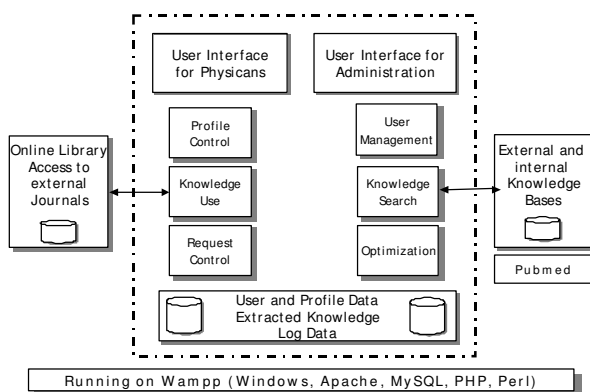 User Interface
for Physicans
User Interface for
Administration
Profile
Control
User
Management
Online Library
Access to
external
Journals
Knowledge
Use
Knowledge
Search
External and
internal
Knowledge
Bases
Request
Control
Optimization
Pubmed
User and Profile Data
Extracted Knowledge
Log Data
Running on Wampp (Windows, Apache, MySQL, PHP, Perl)